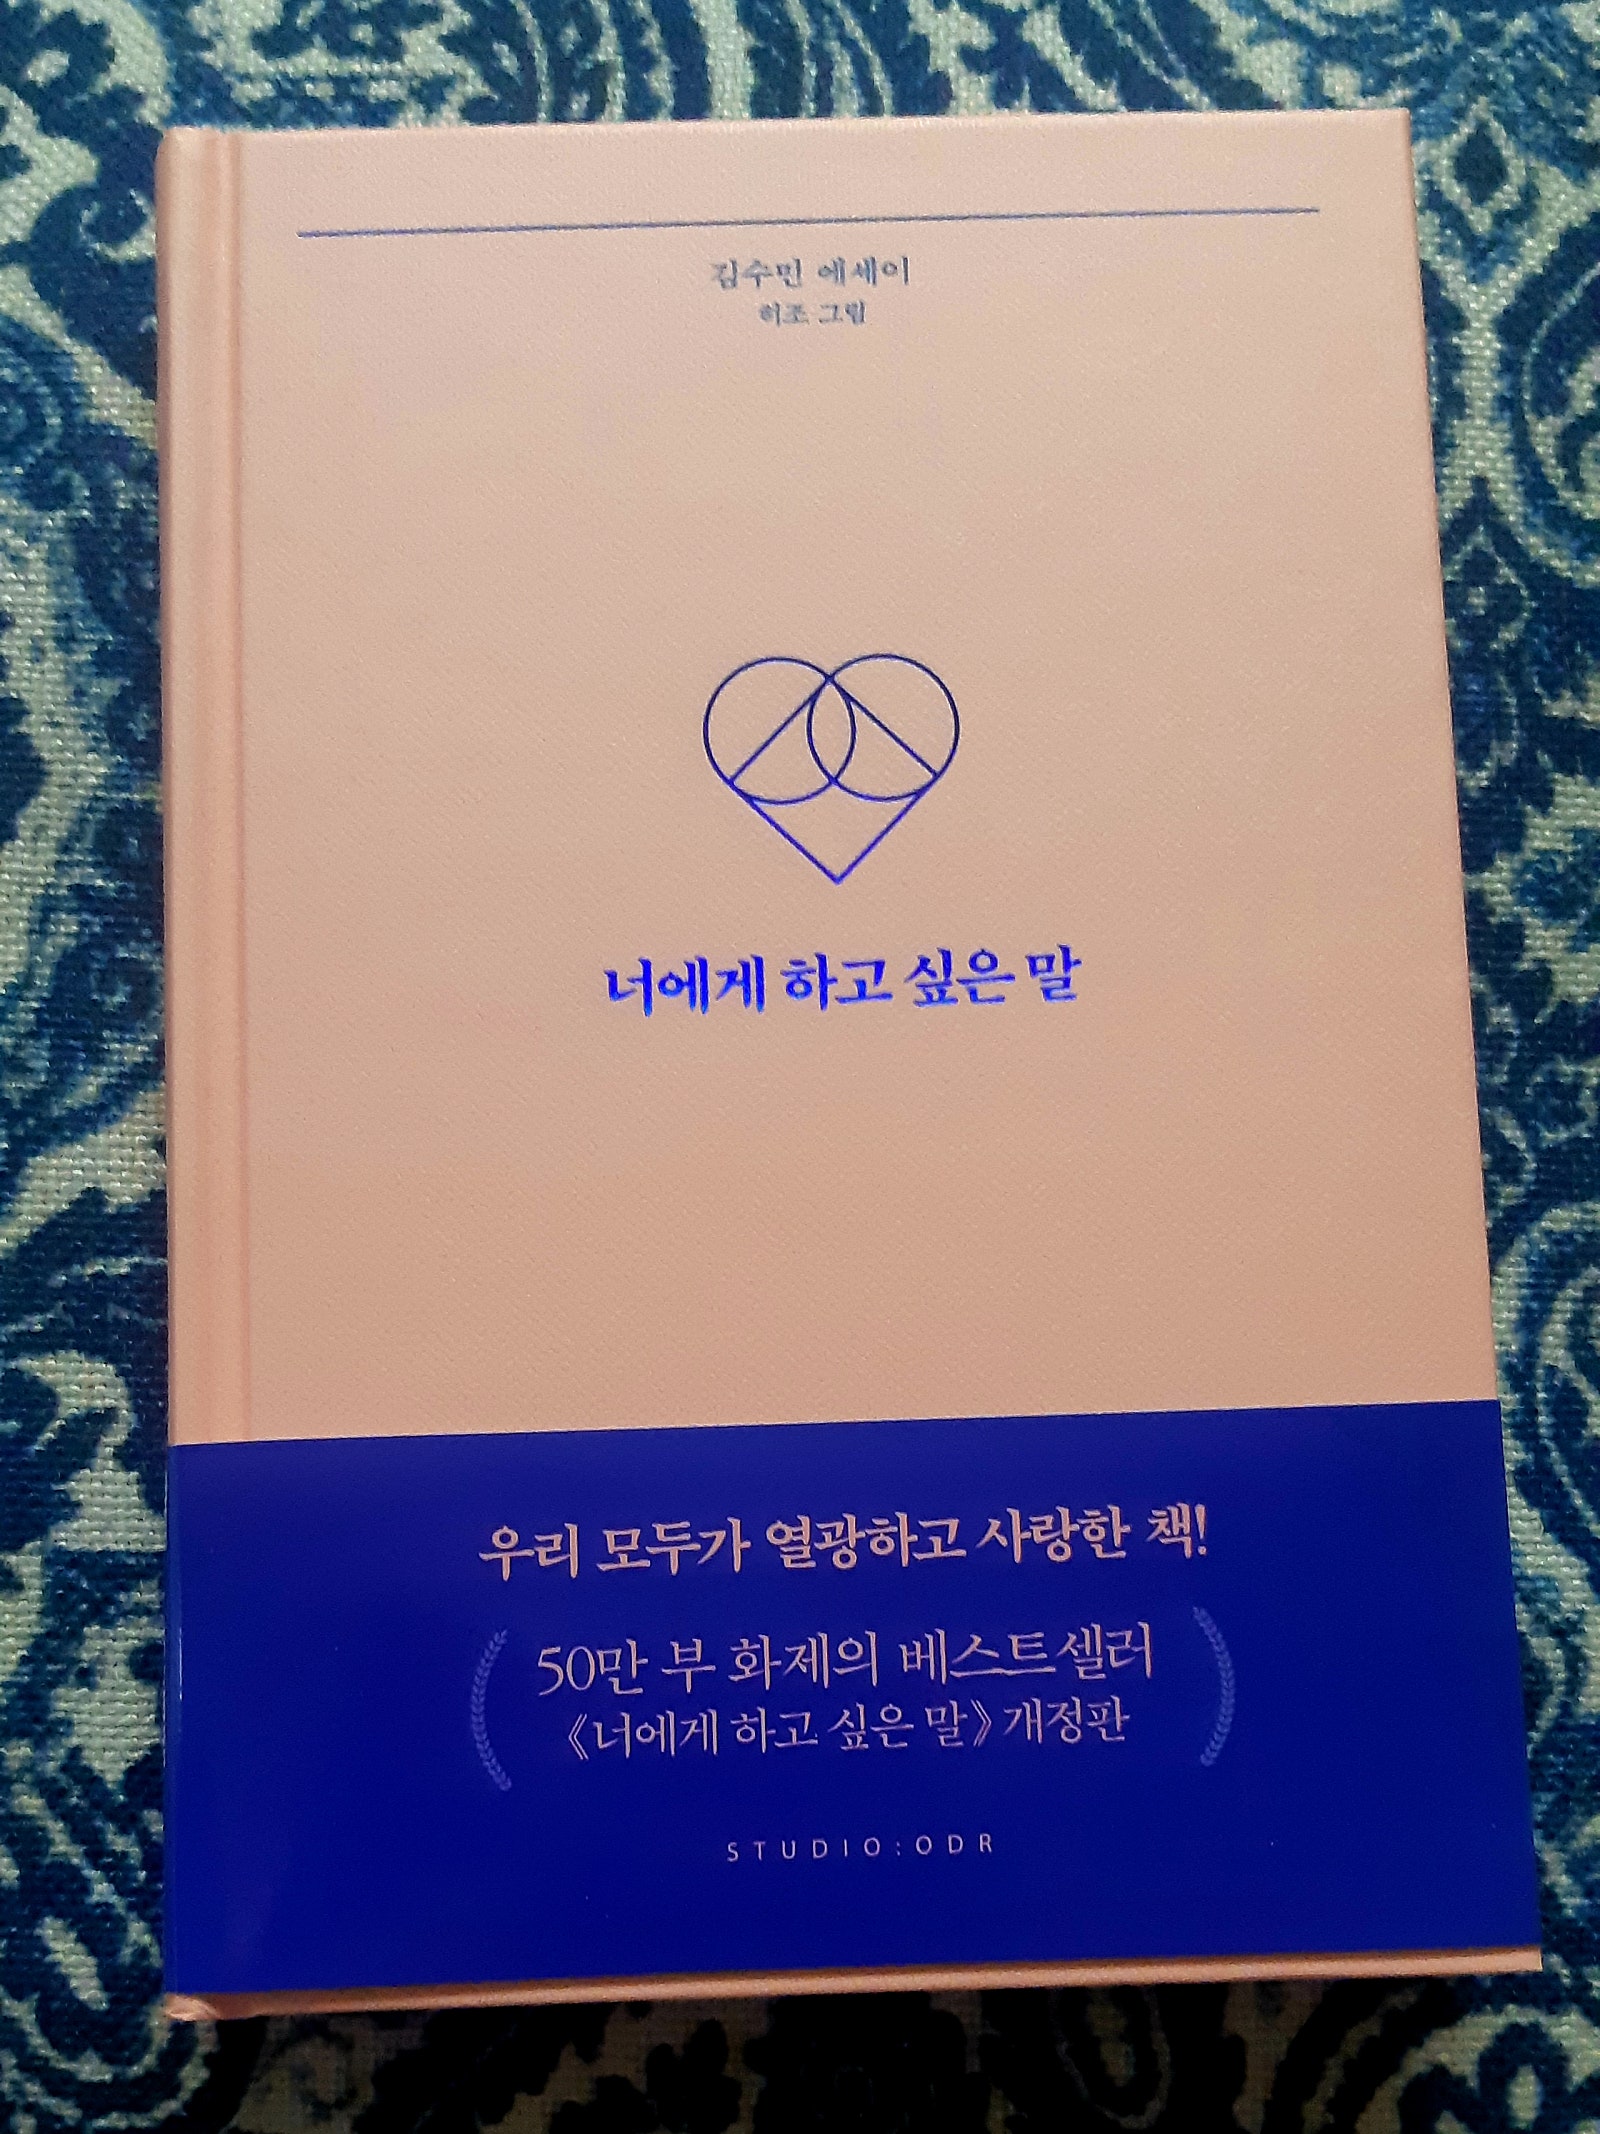 김수민 에세이
히조 그림
너에게 하고 싶은 말
우리 모두가 열광하고 사랑한 책!
50만 부 화제의 베스트셀러
《너에게 하고 싶은 말》 개정판
STUDIO:ODR